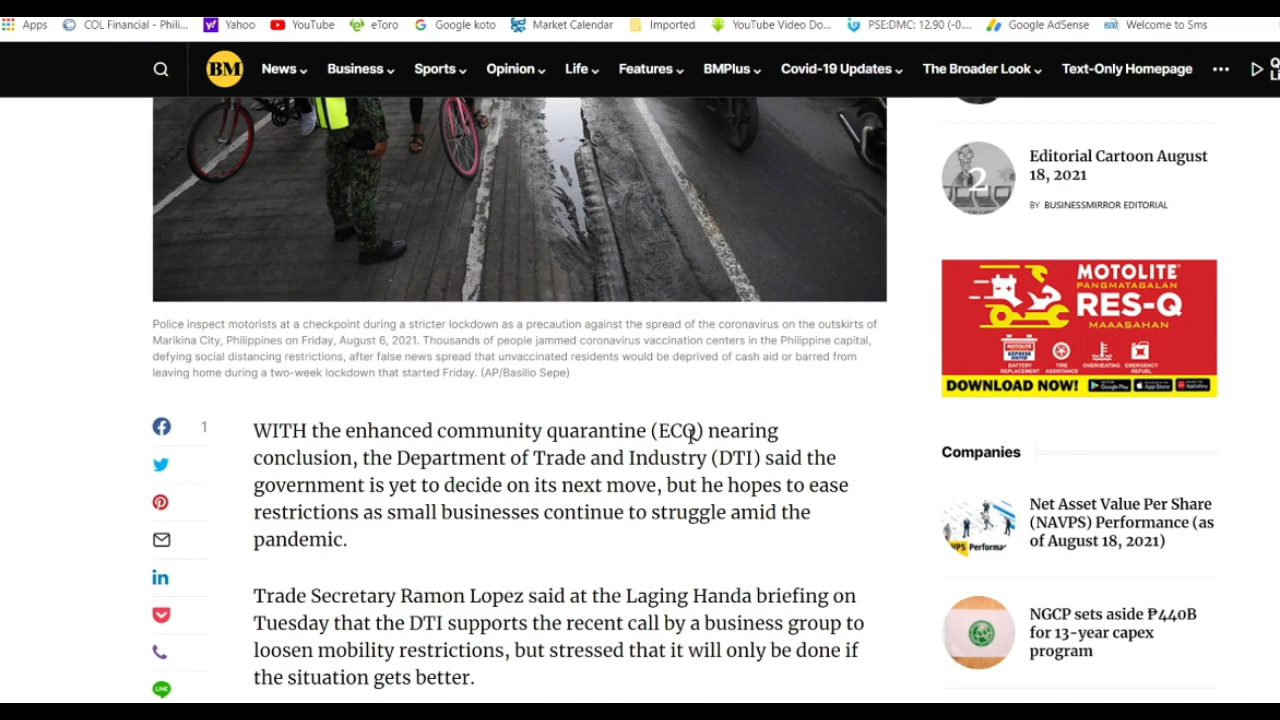 Apps COL Financial - Phili... Yahoo YouTube eToro Google koto Market Calendar Imported YouTube Video Do... PSE:DMC: 12.90 (-0.... Google AdSense Welcome to Sms
BM News Business Sports Opinion Life Features BMPlus Covid-19 Updates The Broader Look Text-Only Homepage
Police inspect motorists at a checkpoint during a stricter lockdown as a precaution against the spread of the coronavirus on the outskirts of
Marikina City, Philippines on Friday, August 6, 2021. Thousands of people jammed coronavirus vaccination centers in the Philippine capital,
defying social distancing restrictions, after false news spread that unvaccinated residents would be deprived of cash aid or barred from
leaving home during a two-week lockdown that started Friday. (AP/Basilio Sepe)
1
WITH the enhanced community quarantine (ECQ) nearing
conclusion, the Department of Trade and Industry (DTI) said the
government is yet to decide on its next move, but he hopes to ease
restrictions as small businesses continue to struggle amid the
pandemic.
Trade Secretary Ramon Lopez said at the Laging Handa briefing on
Tuesday that the DTI supports the recent call by a business group to
loosen mobility restrictions, but stressed that it will only be done if
the situation gets better.
in
LINE
2
Editorial Cartoon August
18, 2021
BY BUSINESSMIRROR EDITORIAL
MOTOLITE
PANGMATAGALAN
RES-Q
MAAASAHAN
MOTOLITE
EXPRESS
HATID
BATTERY REPLACEMENT
TIRE ASSISTANCE
OVERHEATING
EMERGENCY REFUEL
DOWNLOAD NOW! Google Play App Store AppGallery
Companies
Net Asset Value Per Share
(NAVPS) Performance (as
of August 18, 2021)
NGCP sets aside ₱440B
for 13-year capex
program